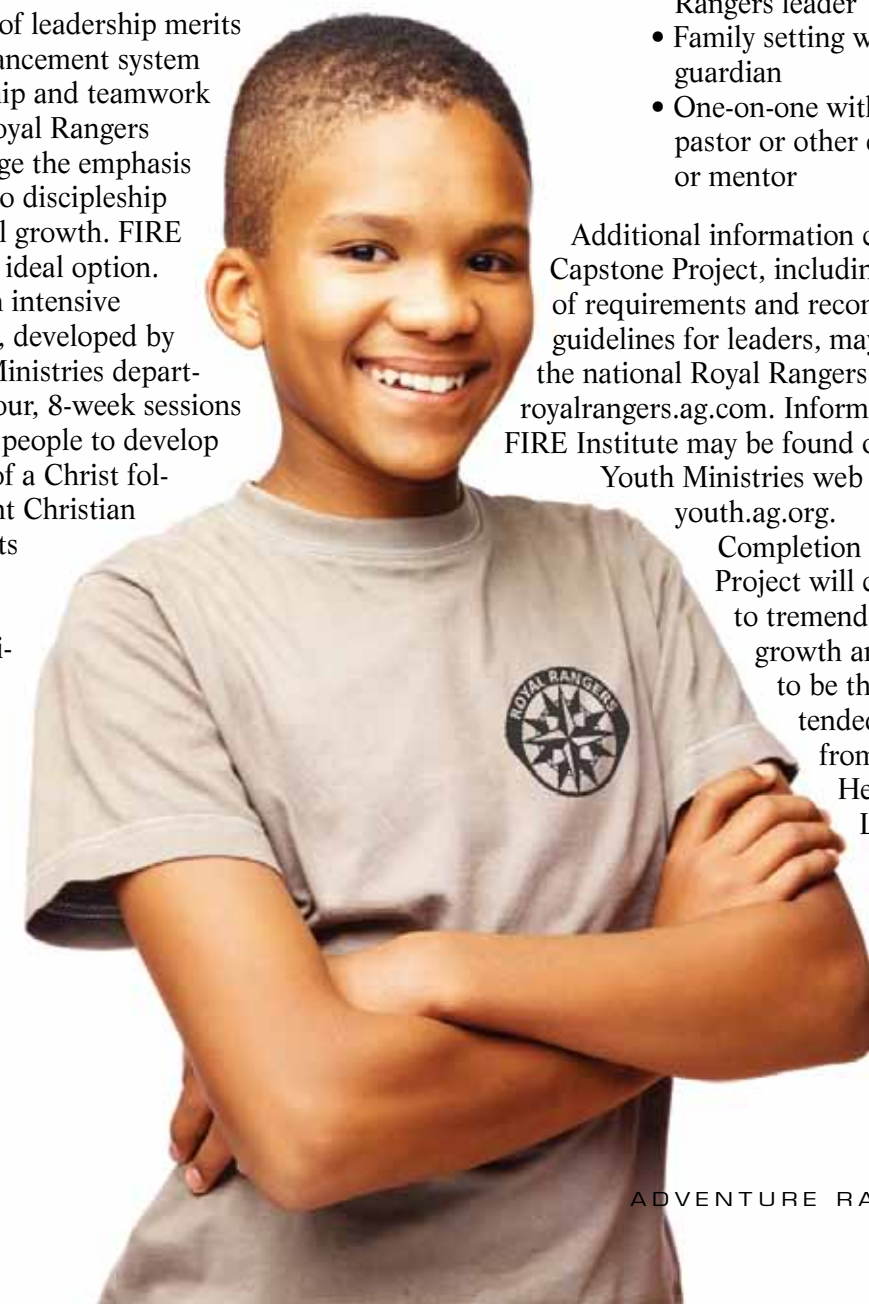 of leadership merits
ancement system
ip and teamwork
oyal Rangers
ge the emphasis
o discipleship
l growth. FIRE
ideal option.
n intensive
, developed by
Ministries depart-
our, 8-week sessions
people to develop
of a Christ fol-
nt Christian
ts
i-
Rangers leader
• Family setting w
guardian
• One-on-one with
pastor or other
or mentor
Additional information c
Capstone Project, includin
of requirements and recom
guidelines for leaders, may
the national Royal Rangers
royalrangers.ag.com. Inform
FIRE Institute may be found o
Youth Ministries web
youth.ag.org.
Completion
Project will c
to tremend
growth an
to be th
tended
from
He
L
ROYAL RANGERS
ADVENTURE RA